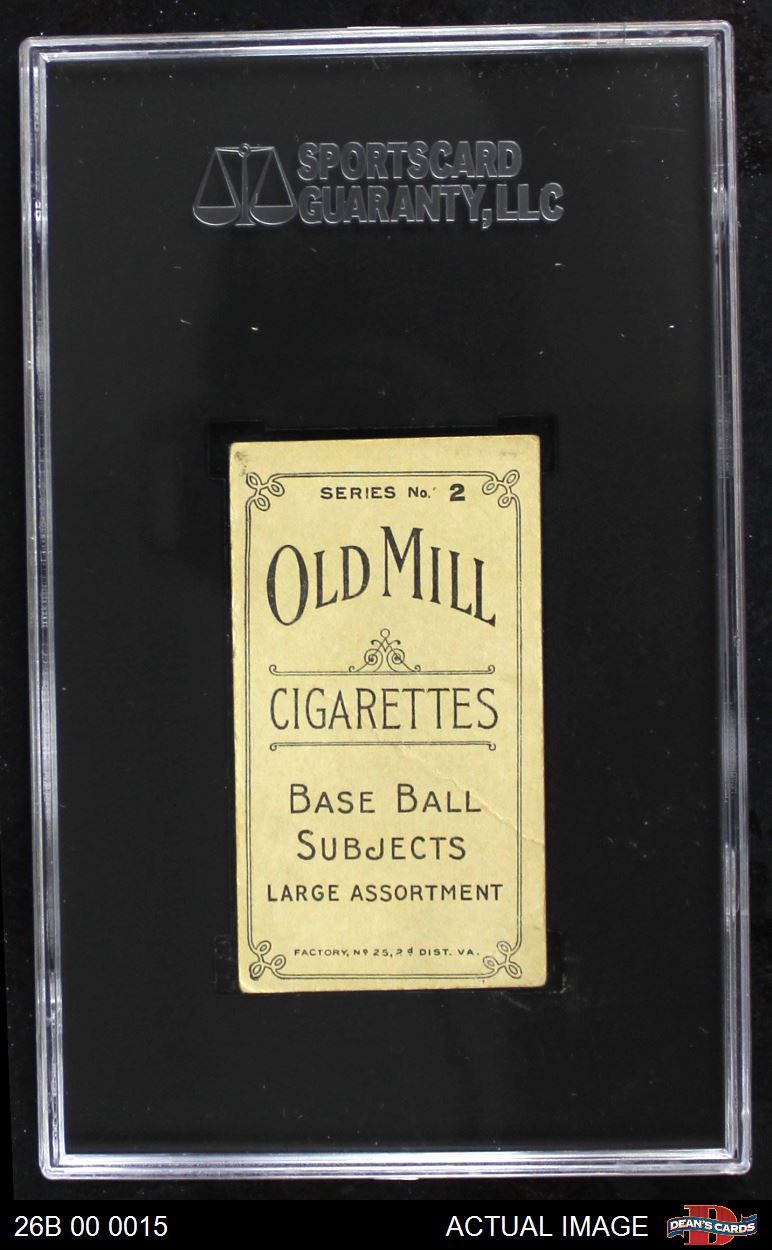 SPORTSCARD
GUARANTY, LLC
SERIES No. 2
OLD MILL
CIGARETTES
BASE BALL
SUBJECTS
LARGE ASSORTMENT
FACTORY, Nº 25, 2d DIST. VA.
26B 00 0015 ACTUAL IMAGE DEAN'S CARDS